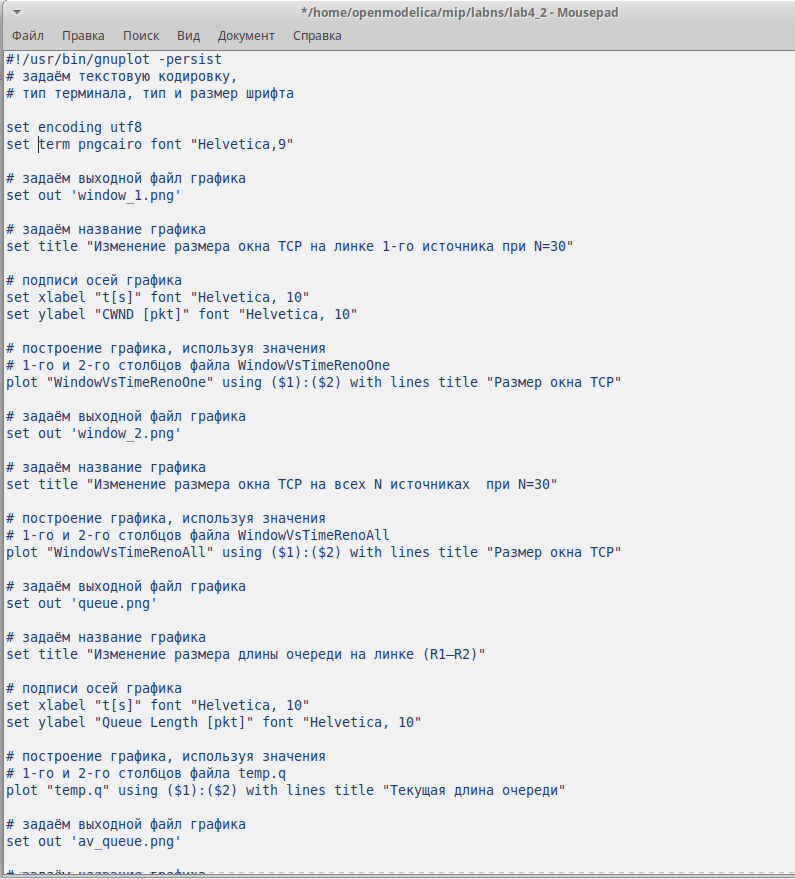 */home/openmodelica/mip/labns/lab4_2 - Mousepad
Файл Правка Поиск Вид Документ Справка
#!/usr/bin/gnuplot -persist
# задаём текстовую кодировку,
# тип терминала, тип и размер шрифта
set encoding utf8
set term pngcairo font "Helvetica,9"
# задаём выходной файл графика
set out 'window_1.png'
# задаём название графика
set title "Изменение размера окна TCP на линке 1-го источника при N=30"
# подписи осей графика
set xlabel "t[s]" font "Helvetica, 10"
set ylabel "CWND [pkt]" font "Helvetica, 10"
# построение графика, используя значения
# 1-го и 2-го столбцов файла WindowVsTimeRenoOne
plot "WindowVsTimeRenoOne" using ($1):($2) with lines title "Размер окна TCP"
# задаём выходной файл графика
set out 'window_2.png'
# задаём название графика
set title "Изменение размера окна TCP на всех N источниках  при N=30"
# построение графика, используя значения
# 1-го и 2-го столбцов файла WindowVsTimeRenoAll
plot "WindowVsTimeRenoAll" using ($1):($2) with lines title "Размер окна TCP"
# задаём выходной файл графика
set out 'queue.png'
# задаём название графика
set title "Изменение размера длины очереди на линке (R1–R2)"
# подписи осей графика
set xlabel "t[s]" font "Helvetica, 10"
set ylabel "Queue Length [pkt]" font "Helvetica, 10"
# построение графика, используя значения
# 1-го и 2-го столбцов файла temp.q
plot "temp.q" using ($1):($2) with lines title "Текущая длина очереди"
# задаём выходной файл графика
set out 'av_queue.png'
# задаём название графика